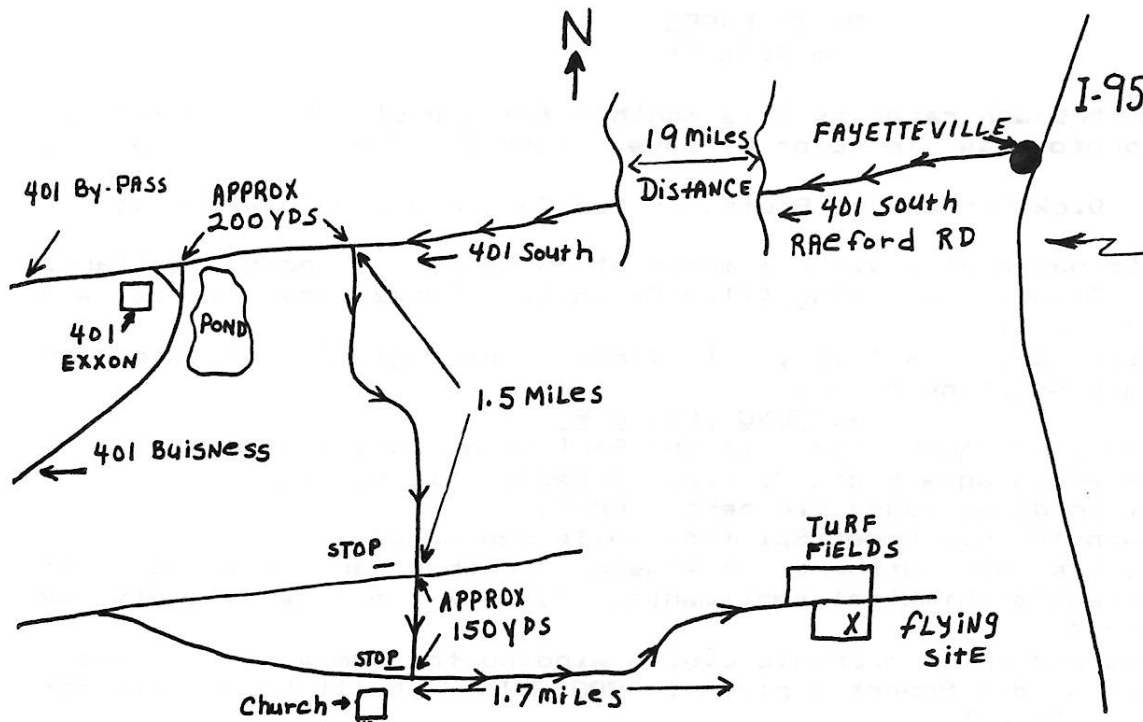 N
I-95
FAYETTEVILLE
19 miles
DISTANCE
401 South
RAeford RD
401 By-PASS
APPROX
200 YDS
401 South
401
EXXON
POND
1.5 MiLes
401 Buisness
TURF
FieLDS
STOP
APPROX
150 YDS
X
fLyiNg
SiTe
STOP
1.7 miles
Church